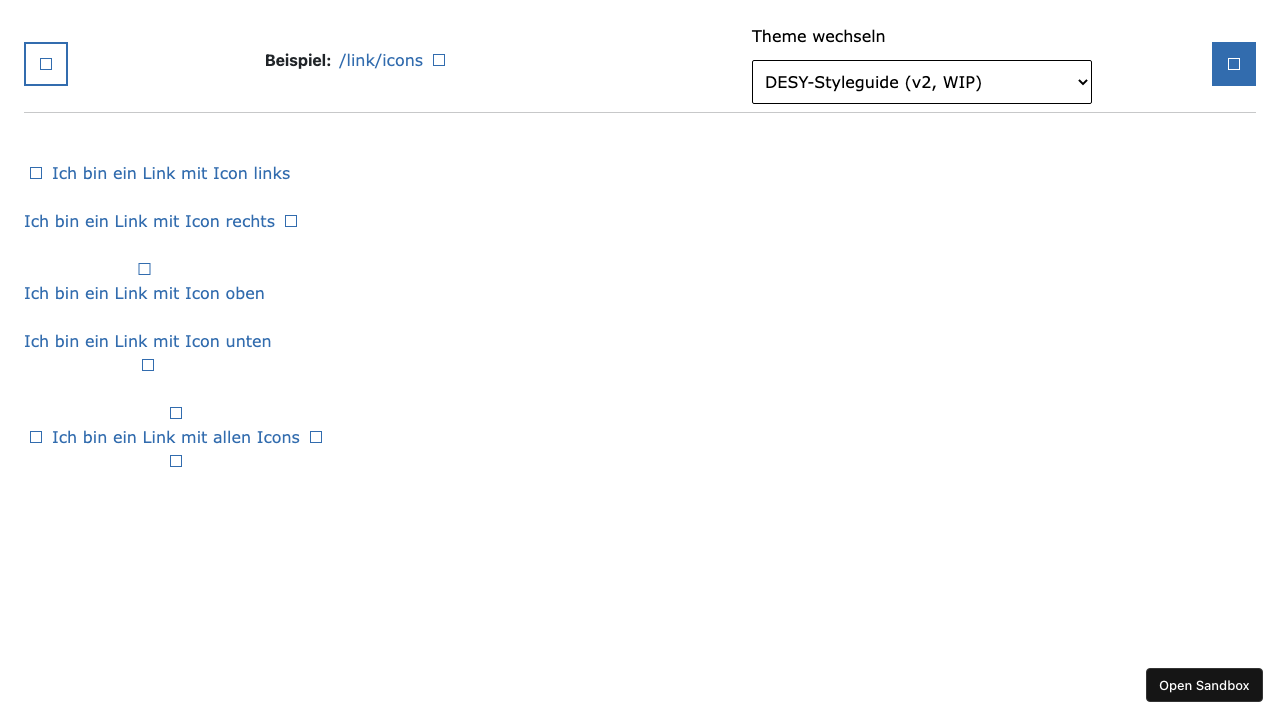 Theme wechseln
Beispiel: /link/icons
DESY-Styleguide (v2, WIP)
Ich bin ein Link mit Icon links
Ich bin ein Link mit Icon rechts
Ich bin ein Link mit Icon oben
Ich bin ein Link mit Icon unten
Ich bin ein Link mit allen Icons
Open Sandbox